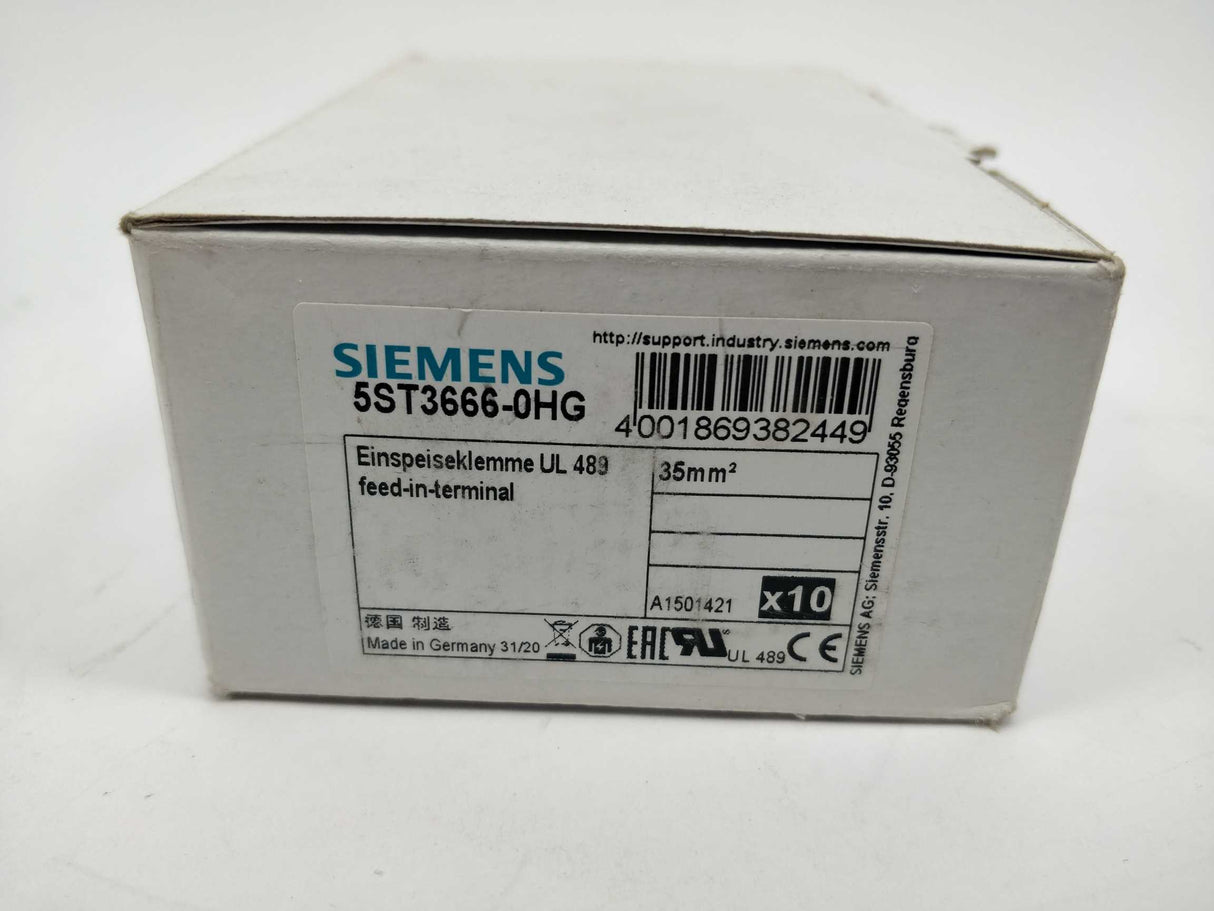 http://support.industry.siemens.com
SIEMENS
5ST3666-0HG
4001869382449
Einspeiseklemme UL 489
feed-in-terminal
35mm²
A1501421
x10
德国 制造
Made in Germany 31/20
EAC
UL 489
CE
SIEMENS AG; Siemensstr. 10, D-93055 Regensburg